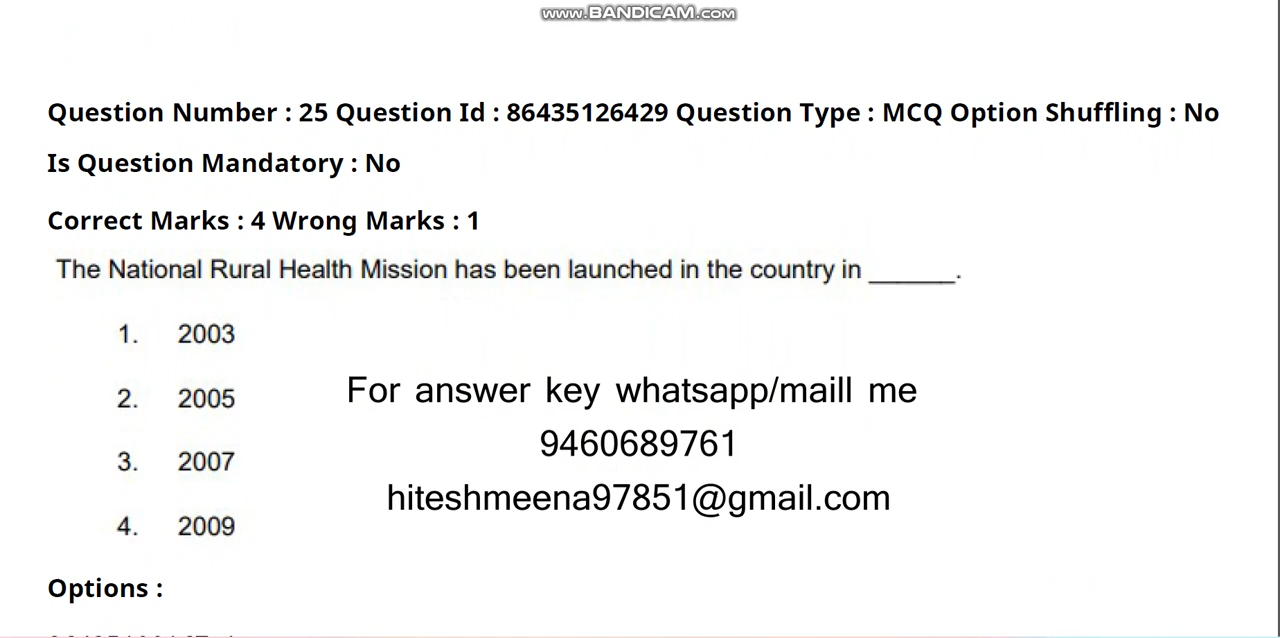 www.BANDICAM.com
Question Number : 25 Question Id : 86435126429 Question Type : MCQ Option Shuffling : No
Is Question Mandatory : No
Correct Marks : 4 Wrong Marks : 1
The National Rural Health Mission has been launched in the country in ______.
1. 2003
2. 2005
For answer key whatsapp/maill me
9460689761
3. 2007
hiteshmeena97851@gmail.com
4. 2009
Options :